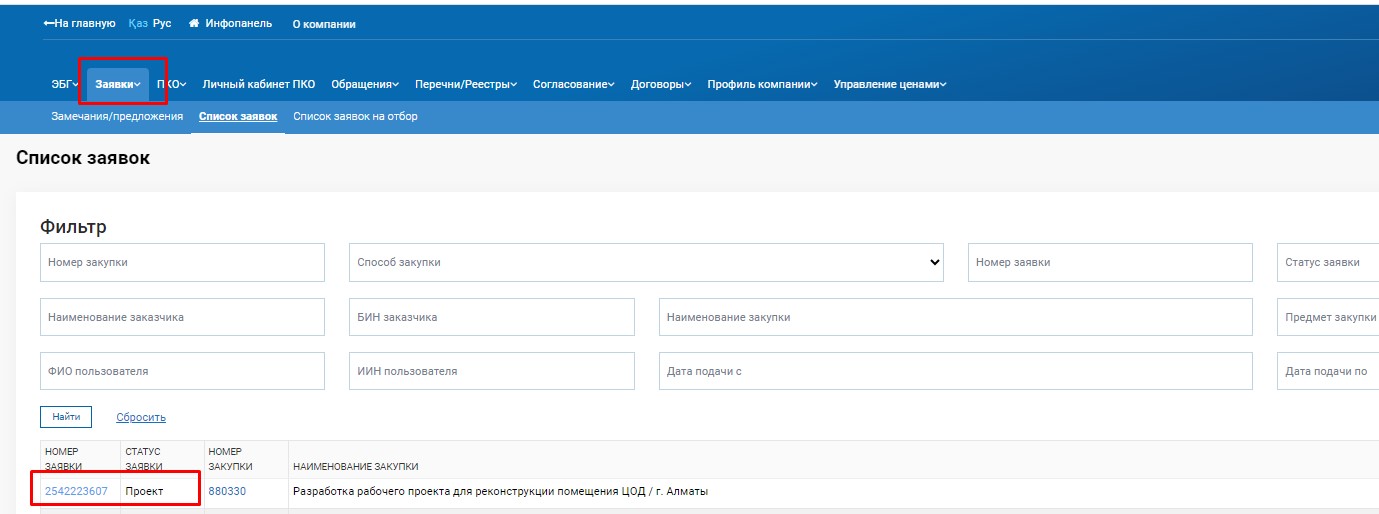 На главную Қаз Рус Инфопанель О компании
ЭБГ Заявки ПКО Личный кабинет ПКО Обращения Перечни/Реестры Согласование Договоры Профиль компании Управление ценами
Замечания/предложения Список заявок Список заявок на отбор
Список заявок
Фильтр
Номер закупки Способ закупки Номер заявки Статус заявки
Наименование заказчика БИН заказчика Наименование закупки Предмет закупки
ФИО пользователя ИИН пользователя Дата подачи с Дата подачи по
Найти Сбросить
НОМЕР СТАТУС НОМЕР
ЗАЯВКИ ЗАЯВКИ ЗАКУПКИ НАИМЕНОВАНИЕ ЗАКУПКИ
2542223607 Проект 880330 Разработка рабочего проекта для реконструкции помещения ЦОД / г. Алматы